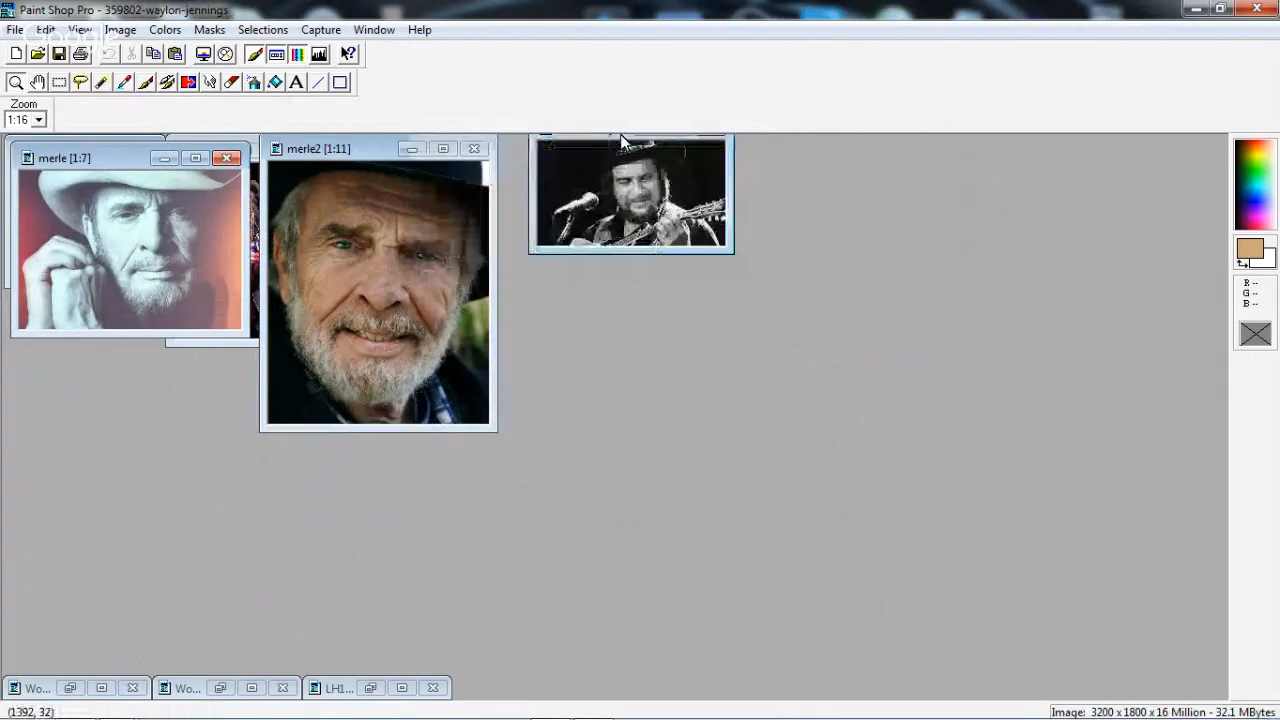 Paint Shop Pro - 359802-waylon-jennings
File Edit View Image Colors Masks Selections Capture Window Help
Google
Zoom
1:16
merle [1:7]
merle2 [1:11]
R --
G --
B --
Wo...
Wo...
LH1...
(1392, 32)
Image: 3200 x 1800 x 16 Million - 32.1 MBytes